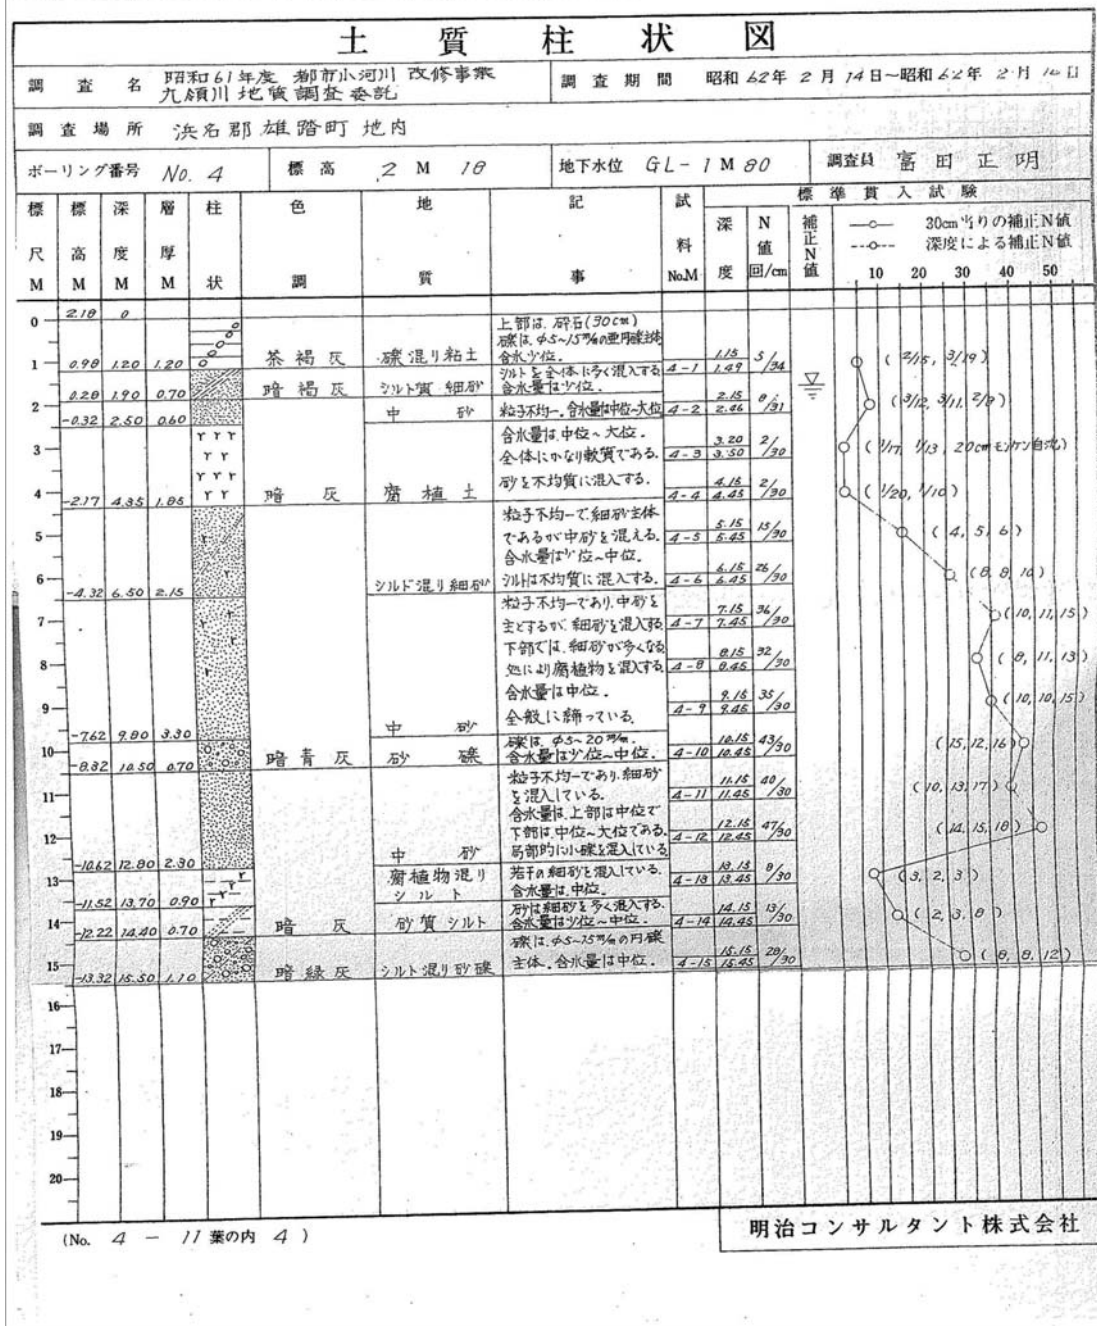 土質柱状図
調査名 昭和61年度 都市小河川 改修事業
九領川地質調査委託
調査期間 昭和62年2月14日～昭和62年2月16日
調査場所 浜名郡雄踏町地内
ボーリング番号 No. 4 標高 2M18 地下水位 GL-1M80 調査員 富田正明
標尺M 標高M 深度M 層厚M 柱状 色調 地質 記事 試料No.M 標準貫入試験
深度 N値回/cm 補正N値
—○— 30cm当りの補正N値
---○--- 深度による補正N値
10 20 30 40 50
0 2.18 0
上部は.砕石(30cm)
礫は.φ5~15m/mの亜円礫主体
含水少位.
1 0.98 1.20 1.20 茶褐灰 礫混り粘土 4-1 1.15 1.49 5/34 (2/15, 3/19)
シルトを全体に多く混入する
含水量は少位.
0.28 1.90 0.70 暗褐灰 シルト質細砂
2 -0.32 2.50 0.60 中砂 粒子不均一.含水量は中位~大位 4-2 2.15 2.46 8/31 (3/12, 3/11, 2/8)
含水量は.中位~大位.
3 全体にかなり軟質である. 4-3 3.20 3.50 2/30 (1/17, 1/13, 20cmモンケン自沈)
砂を不均質に混入する.
4 -2.17 4.35 1.85 暗灰 腐植土 4-4 4.15 4.45 2/30 (1/20, 1/10)
粒子不均一で.細砂主体
5 であるが中砂を混える. 4-5 5.15 5.45 15/30 (4, 5, 6)
含水量は少位~中位.
6 -4.32 6.50 2.15 シルト混り細砂 シルトは不均質に混入する. 4-6 6.15 6.45 26/30 (8, 8, 10)
粒子不均一であり.中砂を
7 主とするが.細砂を混入する. 4-7 7.15 7.45 36/30 (10, 11, 15)
下部では.細砂が多くなる
8 処により腐植物を混入する. 4-8 8.15 8.45 32/30 (8, 11, 13)
含水量は中位.
9 全般に締っている. 4-9 9.15 9.45 35/30 (10, 10, 15)
-7.62 9.80 3.30 中砂
礫は.φ5~20m/m.
10 -8.32 10.50 0.70 暗青灰 砂礫 含水量は少位~中位. 4-10 10.15 10.45 43/30 (15, 12, 16)
粒子不均一であり.細砂
11 を混入している. 4-11 11.15 11.45 40/30 (10, 13, 17)
含水量は.上部は中位で
12 下部は.中位~大位である. 4-12 12.15 12.45 47/30 (14, 15, 18)
局部的に小礫を混入している
-10.62 12.80 2.30 中砂
13 -11.52 13.70 0.90 腐植物混りシルト 若干の細砂を混入している.
含水量は.中位. 4-13 13.15 13.45 8/30 (3, 2, 3)
砂は細砂を多く混入する.
14 -12.22 14.40 0.70 暗灰 砂質シルト 含水量は少位~中位. 4-14 14.15 14.45 13/30 (2, 3, 8)
礫は.φ5~25m/mの円礫
15 -13.32 15.50 1.10 暗緑灰 シルト混り砂礫 主体.含水量は中位. 4-15 15.15 15.45 28/30 (8, 8, 12)
16
17
18
19
20
(No. 4 - 11葉の内 4)
明治コンサルタント株式会社